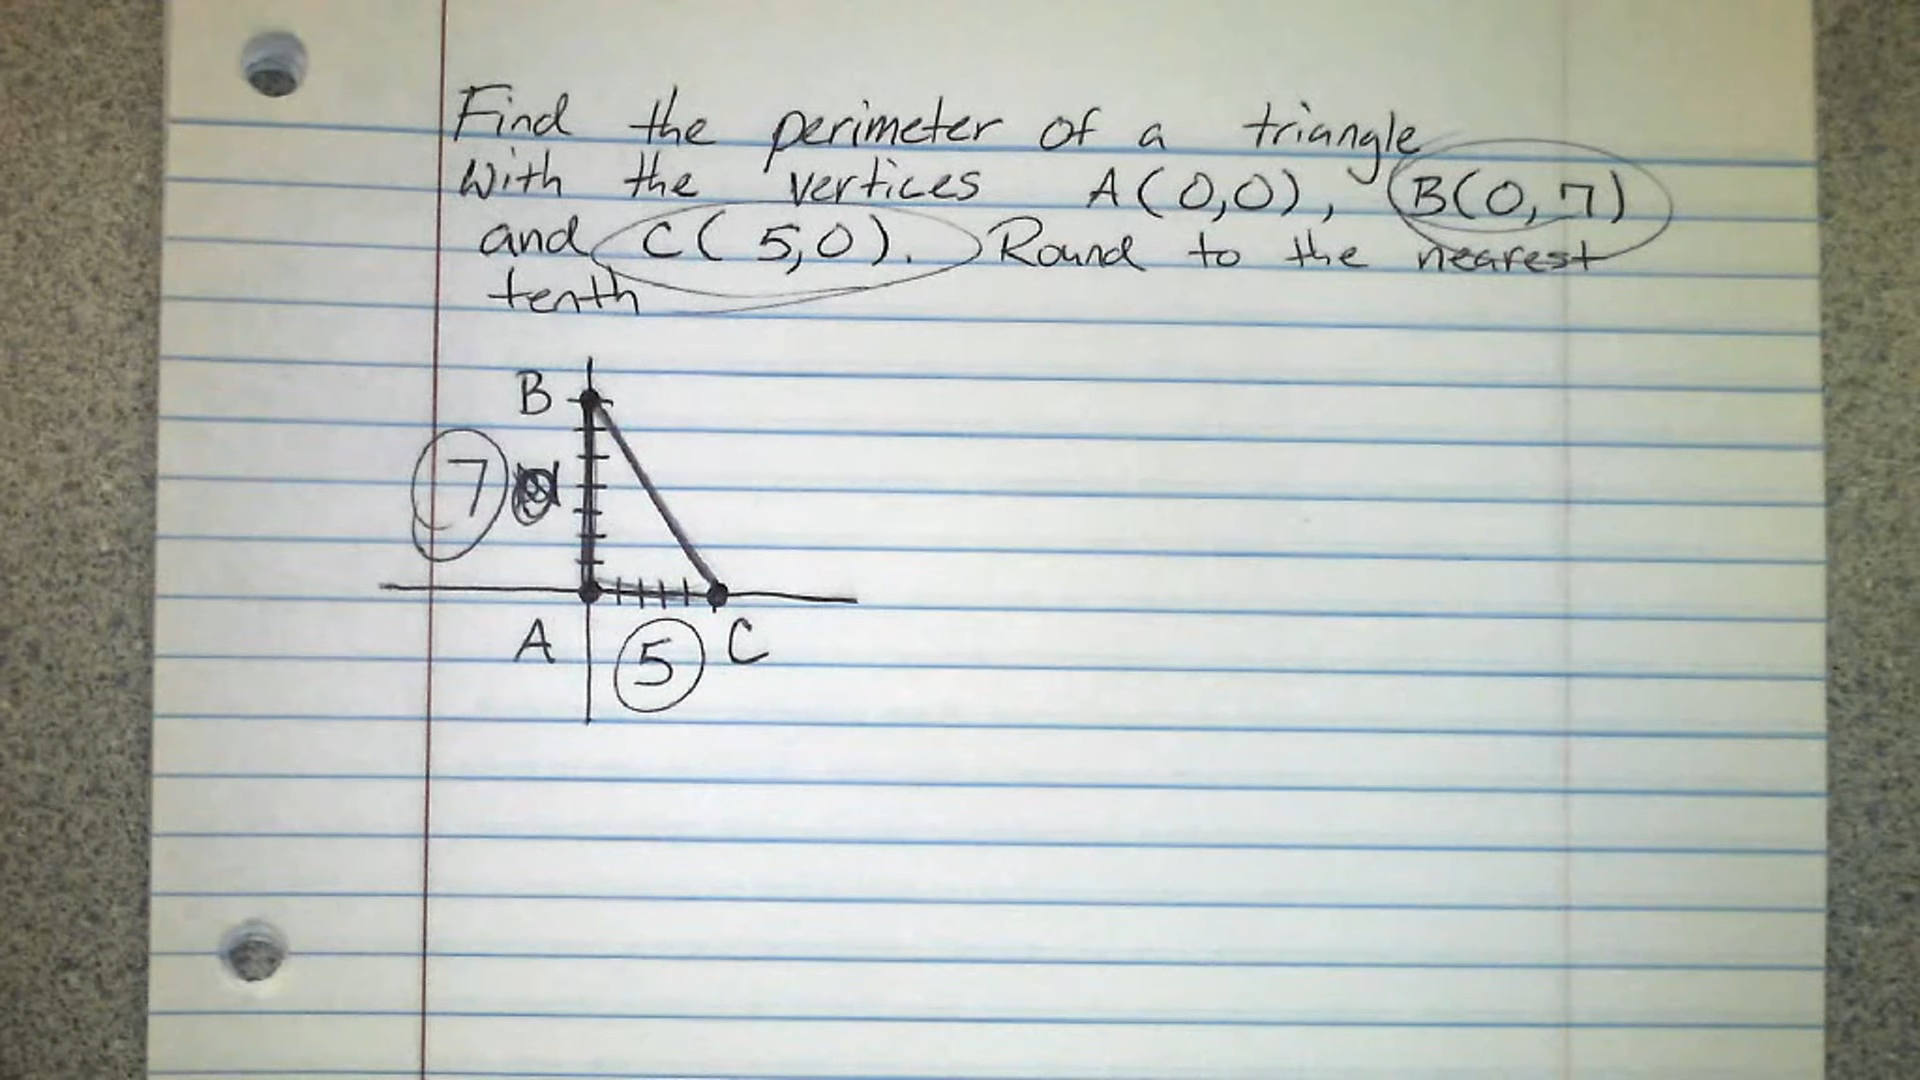 Find the perimeter of a triangle
With the vertices A(0,0), B(0,7)
and C(5,0). Round to the nearest
tenth
B
7
A 5 C